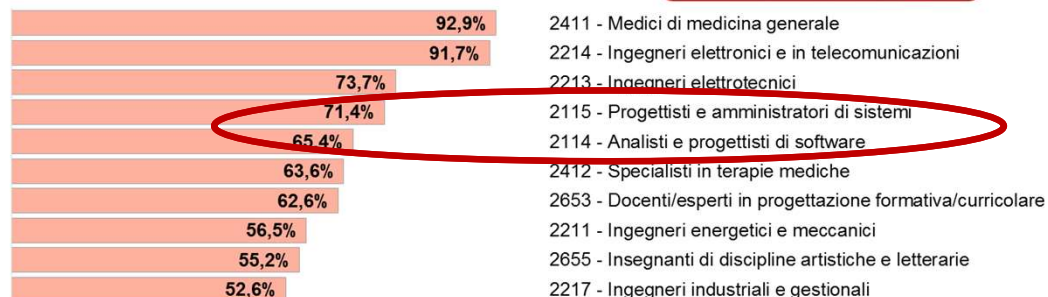 92,9% 2411 - Medici di medicina generale
91,7% 2214 - Ingegneri elettronici e in telecomunicazioni
73,7% 2213 - Ingegneri elettrotecnici
71,4% 2115 - Progettisti e amministratori di sistemi
65,4% 2114 - Analisti e progettisti di software
63,6% 2412 - Specialisti in terapie mediche
62,6% 2653 - Docenti/esperti in progettazione formativa/curricolare
56,5% 2211 - Ingegneri energetici e meccanici
55,2% 2655 - Insegnanti di discipline artistiche e letterarie
52,6% 2217 - Ingegneri industriali e gestionali